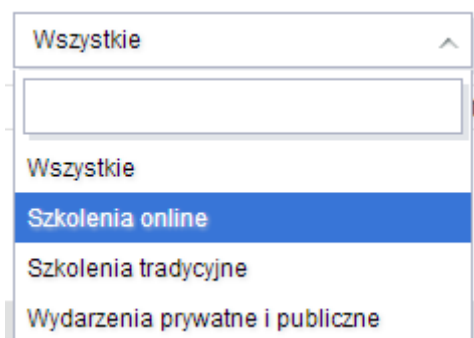 Wszystkie
Wszystkie
Szkolenia online
Szkolenia tradycyjne
Wydarzenia prywatne i publiczne